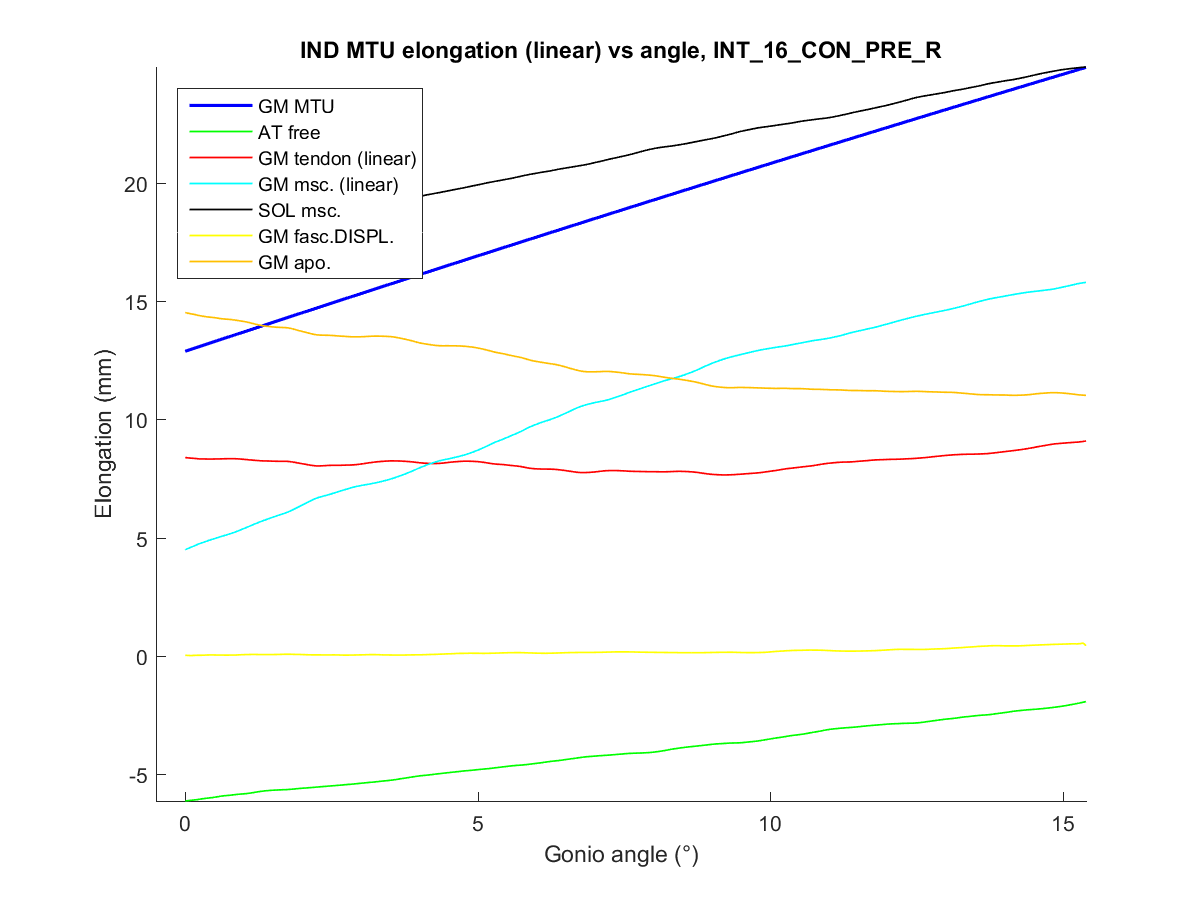 IND MTU elongation (linear) vs angle, INT_16_CON_PRE_R
GM MTU
AT free
GM tendon (linear)
GM msc. (linear)
SOL msc.
GM fasc.DISPL.
GM apo.
20
15
10
5
0
-5
Elongation (mm)
0 5 10 15
Gonio angle (°)